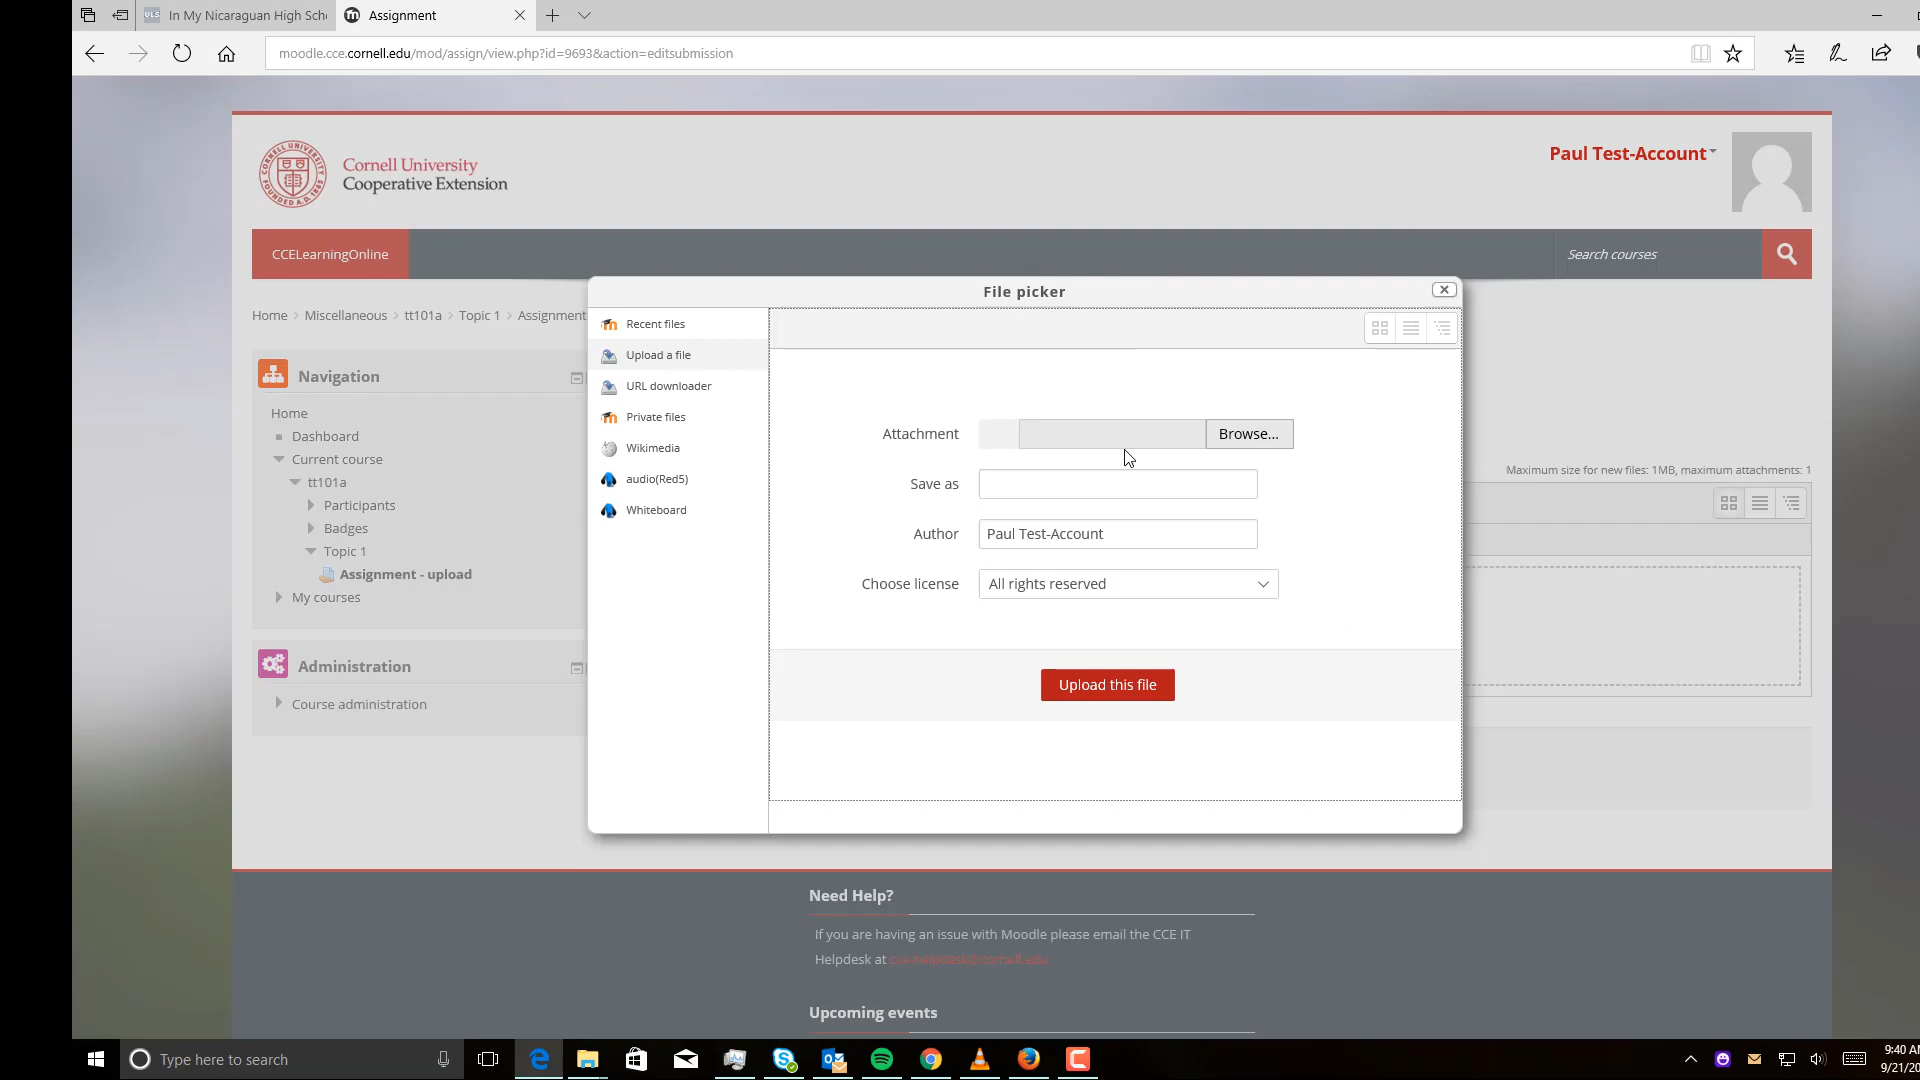 In My Nicaraguan High Sch
Assignment
moodle.cce.cornell.edu/mod/assign/view.php?id=9693&action=editsubmission
Cornell University
Cooperative Extension
Paul Test-Account
CCELearningOnline
Search courses
Home > Miscellaneous > tt101a > Topic 1 > Assignment
Navigation
Home
Dashboard
Current course
tt101a
Participants
Badges
Topic 1
Assignment - upload
My courses
Administration
Course administration
File picker
Recent files
Upload a file
URL downloader
Private files
Wikimedia
audio(Red5)
Whiteboard
Attachment
Browse...
Save as
Author
Paul Test-Account
Choose license
All rights reserved
Upload this file
Maximum size for new files: 1MB, maximum attachments: 1
Need Help?
If you are having an issue with Moodle please email the CCE IT
Helpdesk at cce-helpdesk@cornell.edu
Upcoming events
Type here to search
9:40 AM
9/21/20